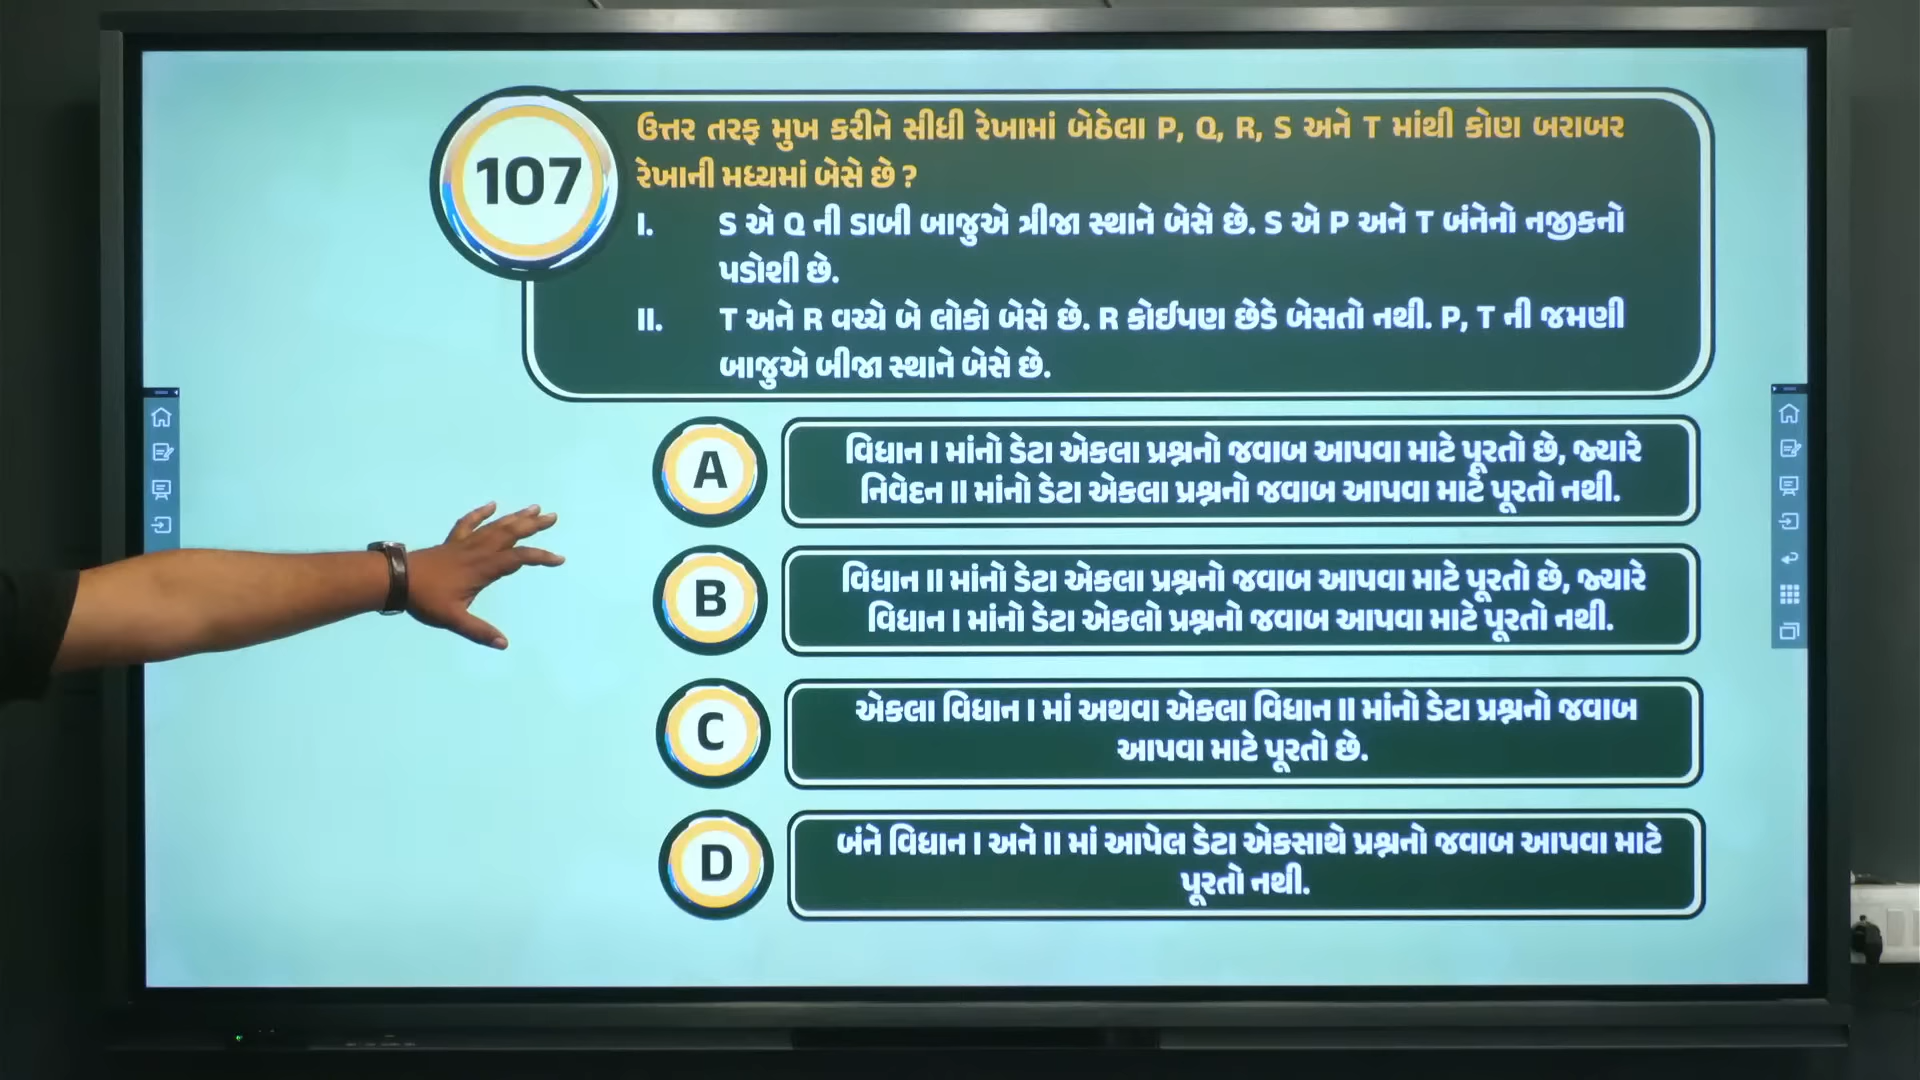 107
ઉત્તર તરફ મુખ કરીને સીધી રેખામાં બેઠેલા P, Q, R, S અને T માંથી કોણ બરાબર
રેખાની મધ્યમાં બેસે છે ?
I. S એ Q ની ડાબી બાજુએ ત્રીજા સ્થાને બેસે છે. S એ P અને T બંનેનો નજીકનો
પડોશી છે.
II. T અને R વચ્ચે બે લોકો બેસે છે. R કોઈપણ છેડે બેસતો નથી. P, T ની જમણી
બાજુએ બીજા સ્થાને બેસે છે.
A
વિધાન I માંનો ડેટા એકલા પ્રશ્નનો જવાબ આપવા માટે પૂરતો છે, જ્યારે
નિવેદન II માંનો ડેટા એકલા પ્રશ્નનો જવાબ આપવા માટે પૂરતો નથી.
B
વિધાન II માંનો ડેટા એકલા પ્રશ્નનો જવાબ આપવા માટે પૂરતો છે, જ્યારે
વિધાન I માંનો ડેટા એકલો પ્રશ્નનો જવાબ આપવા માટે પૂરતો નથી.
C
એકલા વિધાન I માં અથવા એકલા વિધાન II માંનો ડેટા પ્રશ્નનો જવાબ
આપવા માટે પૂરતો છે.
D
બંને વિધાન I અને II માં આપેલ ડેટા એકસાથે પ્રશ્નનો જવાબ આપવા માટે
પૂરતો નથી.